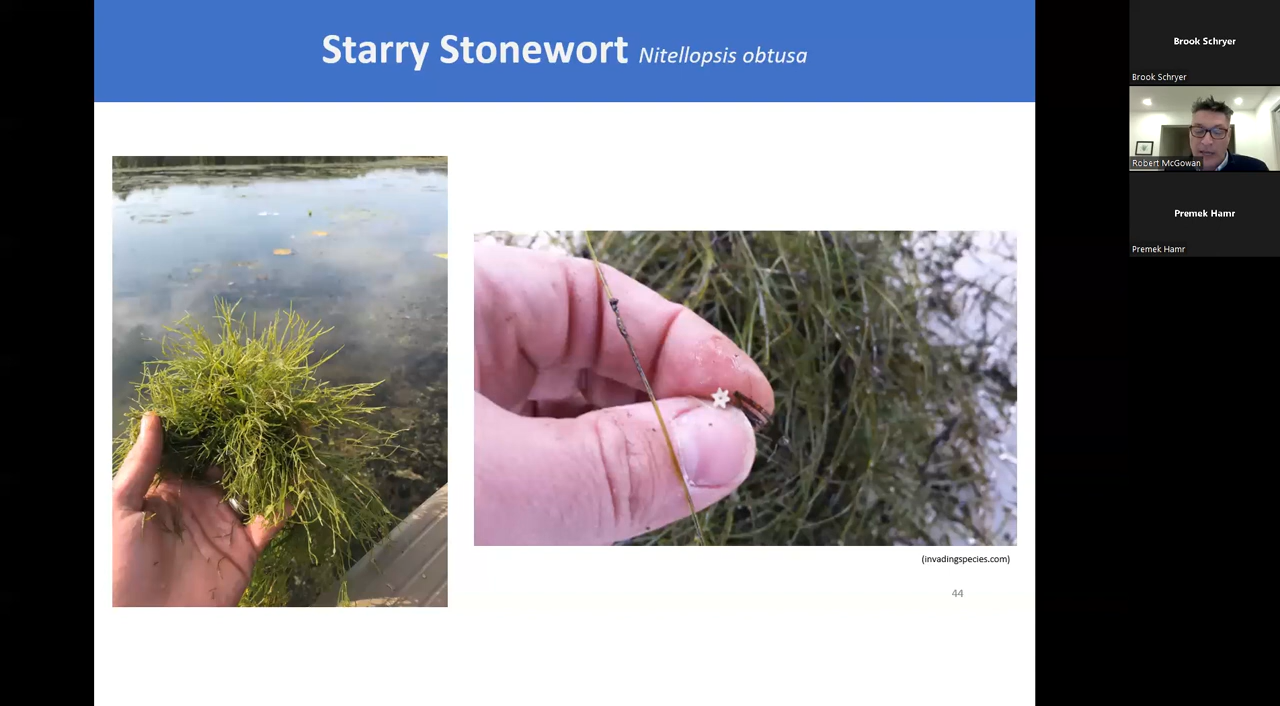 Starry Stonewort Nitellopsis obtusa
(invadingspecies.com)
44
Brook Schryer
Brook Schryer
Robert McGowan
Premek Hamr
Premek Hamr